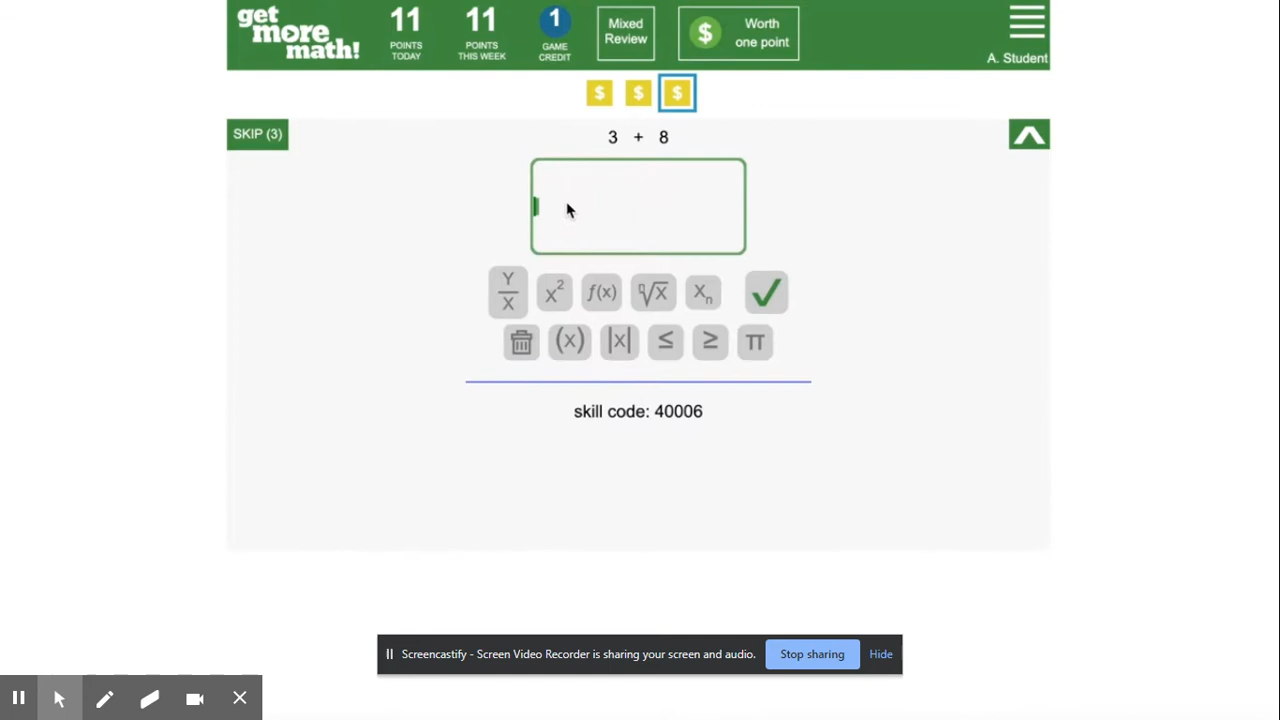 get
more
math!
11
POINTS
TODAY
11
POINTS
THIS WEEK
1
GAME
CREDIT
Mixed
Review
$
Worth
one point
A. Student
$ $ $
SKIP (3)
3 + 8
Y
X
x²
f(x)
ⁿ√x
Xₙ
✓
(x)
|x|
≤
≥
π
skill code: 40006
Screencastify - Screen Video Recorder is sharing your screen and audio.
Stop sharing
Hide